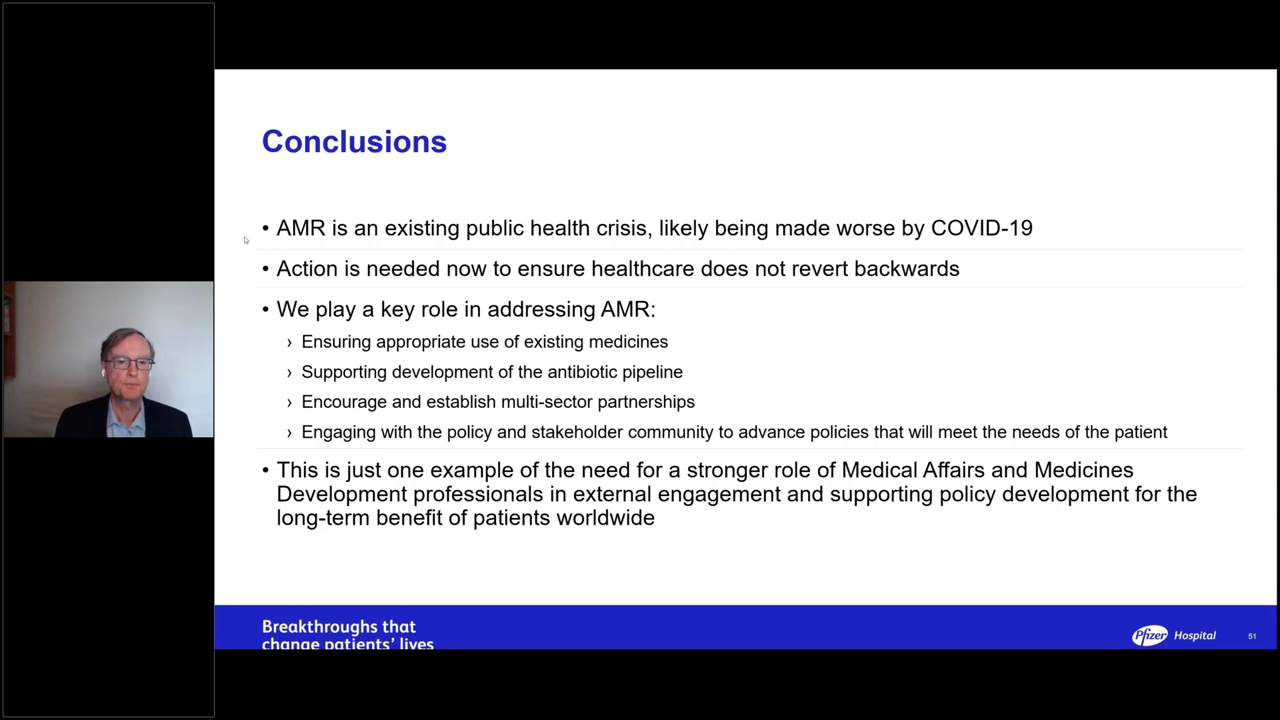 Conclusions
• AMR is an existing public health crisis, likely being made worse by COVID-19
• Action is needed now to ensure healthcare does not revert backwards
• We play a key role in addressing AMR:
› Ensuring appropriate use of existing medicines
› Supporting development of the antibiotic pipeline
› Encourage and establish multi-sector partnerships
› Engaging with the policy and stakeholder community to advance policies that will meet the needs of the patient
• This is just one example of the need for a stronger role of Medical Affairs and Medicines
Development professionals in external engagement and supporting policy development for the
long-term benefit of patients worldwide
Breakthroughs that
change patients' lives
Pfizer Hospital
51